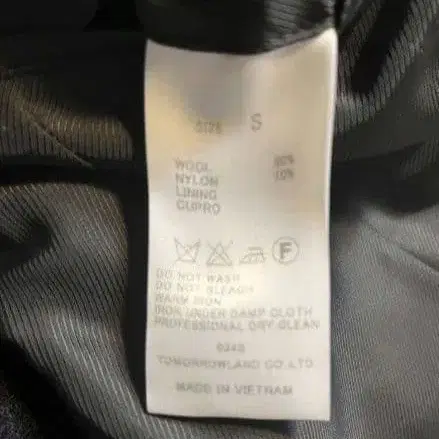 SIZE S
WOOL 90%
NYLON 10%
LINING
CUPRO
F
DO NOT WASH
DO NOT BLEACH
WARM IRON
IRON UNDER DAMP CLOTH
PROFESSIONAL DRY CLEAN
TOMORROWLAND CO.,LTD.
MADE IN VIETNAM